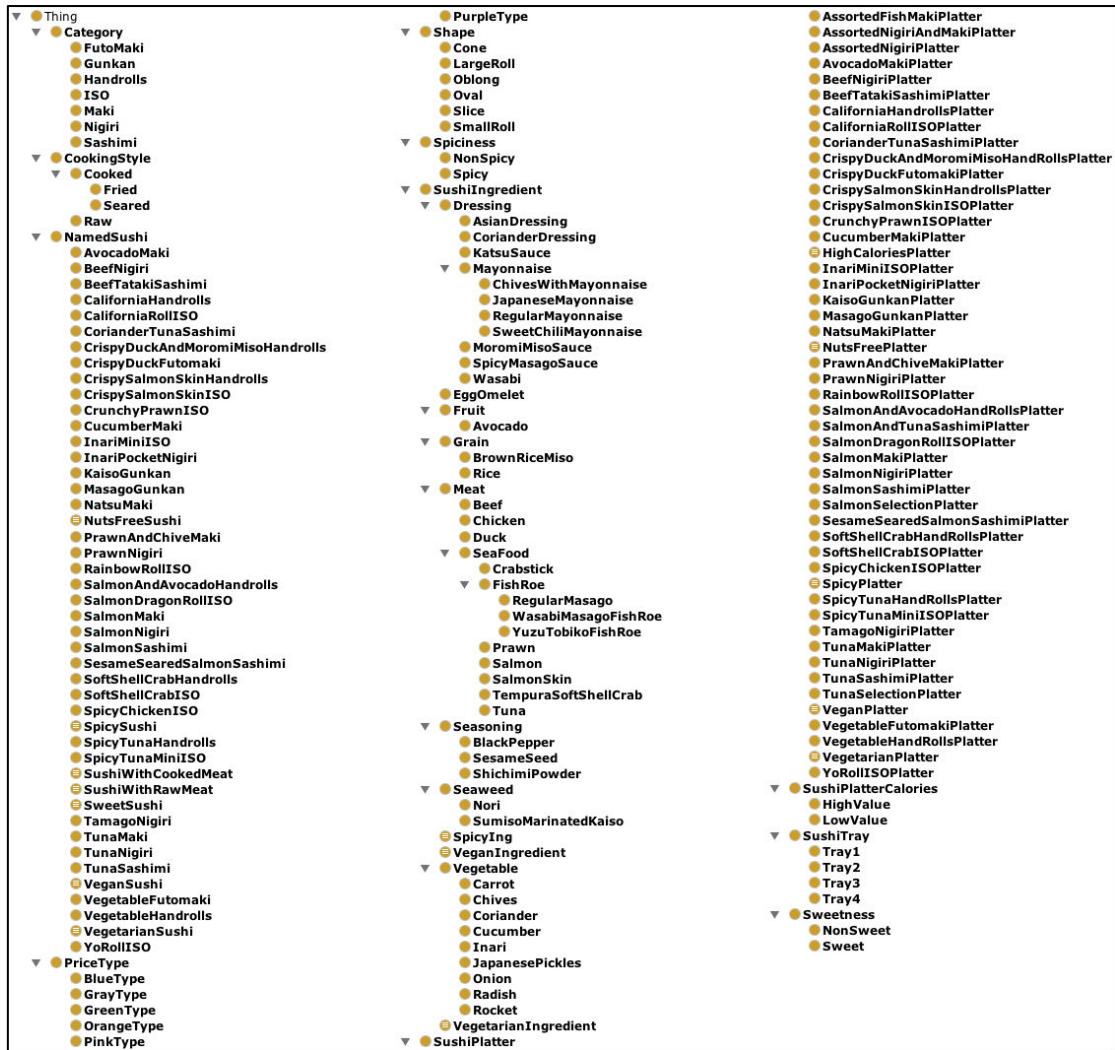 Thing
Category
FutoMaki
Gunkan
Handrolls
ISO
Maki
Nigiri
Sashimi
CookingStyle
Cooked
Fried
Seared
Raw
NamedSushi
AvocadoMaki
BeefNigiri
BeefTatakiSashimi
CaliforniaHandrolls
CaliforniaRollISO
CorianderTunaSashimi
CrispyDuckAndMoromiMisoHandrolls
CrispyDuckFutomaki
CrispySalmonSkinHandrolls
CrispySalmonSkinISO
CrunchyPrawnISO
CucumberMaki
InariMiniISO
InariPocketNigiri
KaisoGunkan
MasagoGunkan
NatsuMaki
NutsFreeSushi
PrawnAndChiveMaki
PrawnNigiri
RainbowRollISO
SalmonAndAvocadoHandrolls
SalmonDragonRollISO
SalmonMaki
SalmonNigiri
SalmonSashimi
SesameSearedSalmonSashimi
SoftShellCrabHandrolls
SoftShellCrabISO
SpicyChickenISO
SpicySushi
SpicyTunaHandrolls
SpicyTunaMiniISO
SushiWithCookedMeat
SushiWithRawMeat
SweetSushi
TamagoNigiri
TunaMaki
TunaNigiri
TunaSashimi
VeganSushi
VegetableFutomaki
VegetableHandrolls
VegetarianSushi
YoRollISO
PriceType
BlueType
GrayType
GreenType
OrangeType
PinkType
PurpleType
Shape
Cone
LargeRoll
Oblong
Oval
Slice
SmallRoll
Spiciness
NonSpicy
Spicy
SushiIngredient
Dressing
AsianDressing
CorianderDressing
KatsuSauce
Mayonnaise
ChivesWithMayonnaise
JapaneseMayonnaise
RegularMayonnaise
SweetChiliMayonnaise
MoromiMisoSauce
SpicyMasagoSauce
Wasabi
EggOmelet
Fruit
Avocado
Grain
BrownRiceMiso
Rice
Meat
Beef
Chicken
Duck
SeaFood
Crabstick
FishRoe
RegularMasago
WasabiMasagoFishRoe
YuzuTobikoFishRoe
Prawn
Salmon
SalmonSkin
TempuraSoftShellCrab
Tuna
Seasoning
BlackPepper
SesameSeed
ShichimiPowder
Seaweed
Nori
SumisoMarinatedKaiso
SpicyIng
VeganIngredient
Vegetable
Carrot
Chives
Coriander
Cucumber
Inari
JapanesePickles
Onion
Radish
Rocket
VegetarianIngredient
SushiPlatter
AssortedFishMakiPlatter
AssortedNigiriAndMakiPlatter
AssortedNigiriPlatter
AvocadoMakiPlatter
BeefNigiriPlatter
BeefTatakiSashimiPlatter
CaliforniaHandrollsPlatter
CaliforniaRollISOPlatter
CorianderTunaSashimiPlatter
CrispyDuckAndMoromiMisoHandRollsPlatter
CrispyDuckFutomakiPlatter
CrispySalmonSkinHandrollsPlatter
CrispySalmonSkinISOPlatter
CrunchyPrawnISOPlatter
CucumberMakiPlatter
HighCaloriesPlatter
InariMiniISOPlatter
InariPocketNigiriPlatter
KaisoGunkanPlatter
MasagoGunkanPlatter
NatsuMakiPlatter
NutsFreePlatter
PrawnAndChiveMakiPlatter
PrawnNigiriPlatter
RainbowRollISOPlatter
SalmonAndAvocadoHandRollsPlatter
SalmonAndTunaSashimiPlatter
SalmonDragonRollISOPlatter
SalmonMakiPlatter
SalmonNigiriPlatter
SalmonSashimiPlatter
SalmonSelectionPlatter
SesameSearedSalmonSashimiPlatter
SoftShellCrabHandRollsPlatter
SoftShellCrabISOPlatter
SpicyChickenISOPlatter
SpicyPlatter
SpicyTunaHandRollsPlatter
SpicyTunaMiniISOPlatter
TamagoNigiriPlatter
TunaMakiPlatter
TunaNigiriPlatter
TunaSashimiPlatter
TunaSelectionPlatter
VeganPlatter
VegetableFutomakiPlatter
VegetableHandRollsPlatter
VegetarianPlatter
YoRollISOPlatter
SushiPlatterCalories
HighValue
LowValue
SushiTray
Tray1
Tray2
Tray3
Tray4
Sweetness
NonSweet
Sweet